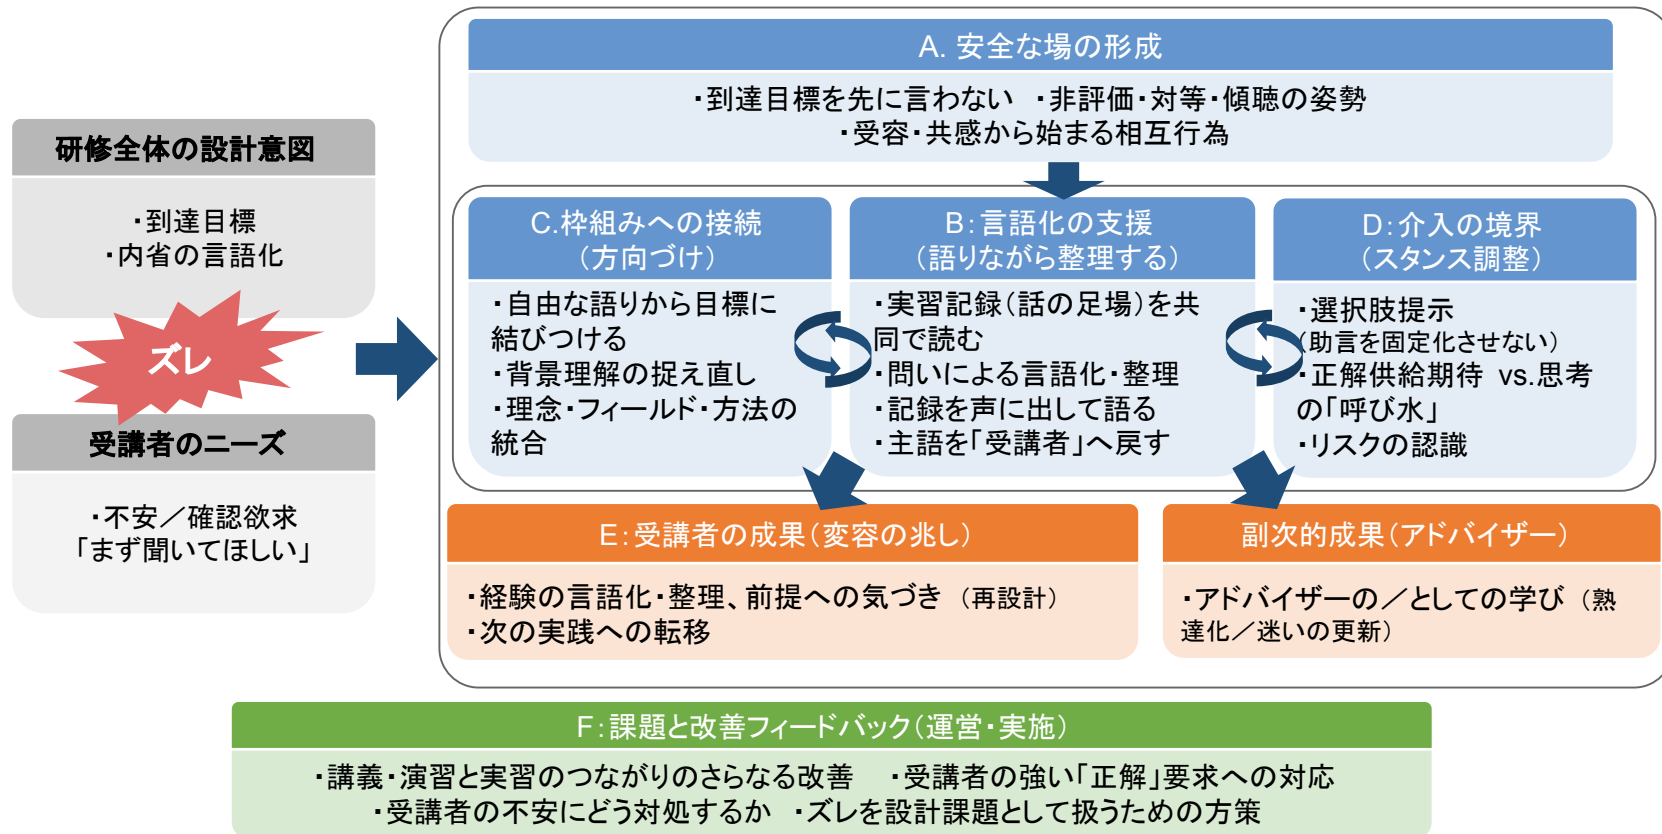 研修全体の設計意図
・到達目標
・内省の言語化
ズレ
受講者のニーズ
・不安／確認欲求
「まず聞いてほしい」
A. 安全な場の形成
・到達目標を先に言わない ・非評価・対等・傾聴の姿勢
・受容・共感から始まる相互行為
C.枠組みへの接続
（方向づけ）
・自由な語りから目標に
結びつける
・背景理解の捉え直し
・理念・フィールド・方法の
統合
B：言語化の支援
（語りながら整理する）
・実習記録（話の足場）を共
同で読む
・問いによる言語化・整理
・記録を声に出して語る
・主語を「受講者」へ戻す
D：介入の境界
（スタンス調整）
・選択肢提示
（助言を固定化させない）
・正解供給期待 vs.思考
の「呼び水」
・リスクの認識
E：受講者の成果（変容の兆し）
・経験の言語化・整理、前提への気づき （再設計）
・次の実践への転移
副次的成果（アドバイザー）
・アドバイザーの／としての学び （熟
達化／迷いの更新）
F：課題と改善フィードバック（運営・実施）
・講義・演習と実習のつながりのさらなる改善 ・受講者の強い「正解」要求への対応
・受講者の不安にどう対処するか ・ズレを設計課題として扱うための方策